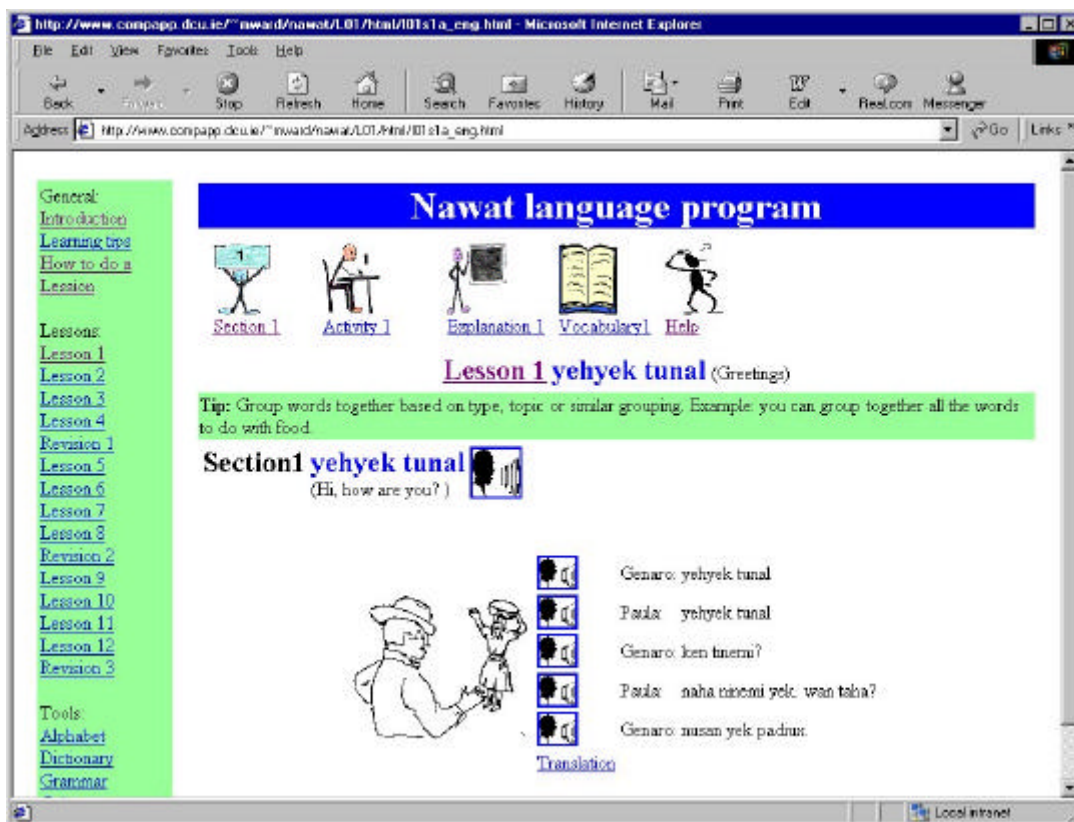 http://www.compapp.dcu.ie/~mward/nawat/L01/html/l01s1a_eng.html - Microsoft Internet Explorer
File Edit View Favorites Tools Help
Back Forward Stop Refresh Home Search Favorites History Mail Print Edit Real.com Messenger
Address http://www.compapp.dcu.ie/~mward/nawat/L01/html/l01s1a_eng.html Go Links
General:
Introduction
Learning tips
How to do a
Lession
Lessons:
Lesson 1
Lesson 2
Lesson 3
Lesson 4
Revision 1
Lesson 5
Lesson 6
Lesson 7
Lesson 8
Revision 2
Lesson 9
Lesson 10
Lesson 11
Lesson 12
Revision 3
Tools:
Alphabet
Dictionary
Grammar
Nawat language program
1
Section 1 Activity 1 Explanation 1 Vocabulary1 Help
Lesson 1 yehyek tunal (Greetings)
Tip: Group words together based on type, topic or similar grouping. Example: you can group together all the words
to do with food.
Section1 yehyek tunal
(Hi, how are you? )
Genaro: yehyek tunal
Paula: yehyek tunal
Genaro: ken tinemi?
Paula: naha ninemi yek. wan taha?
Genaro: nusan yek padiux.
Translation
Local intranet